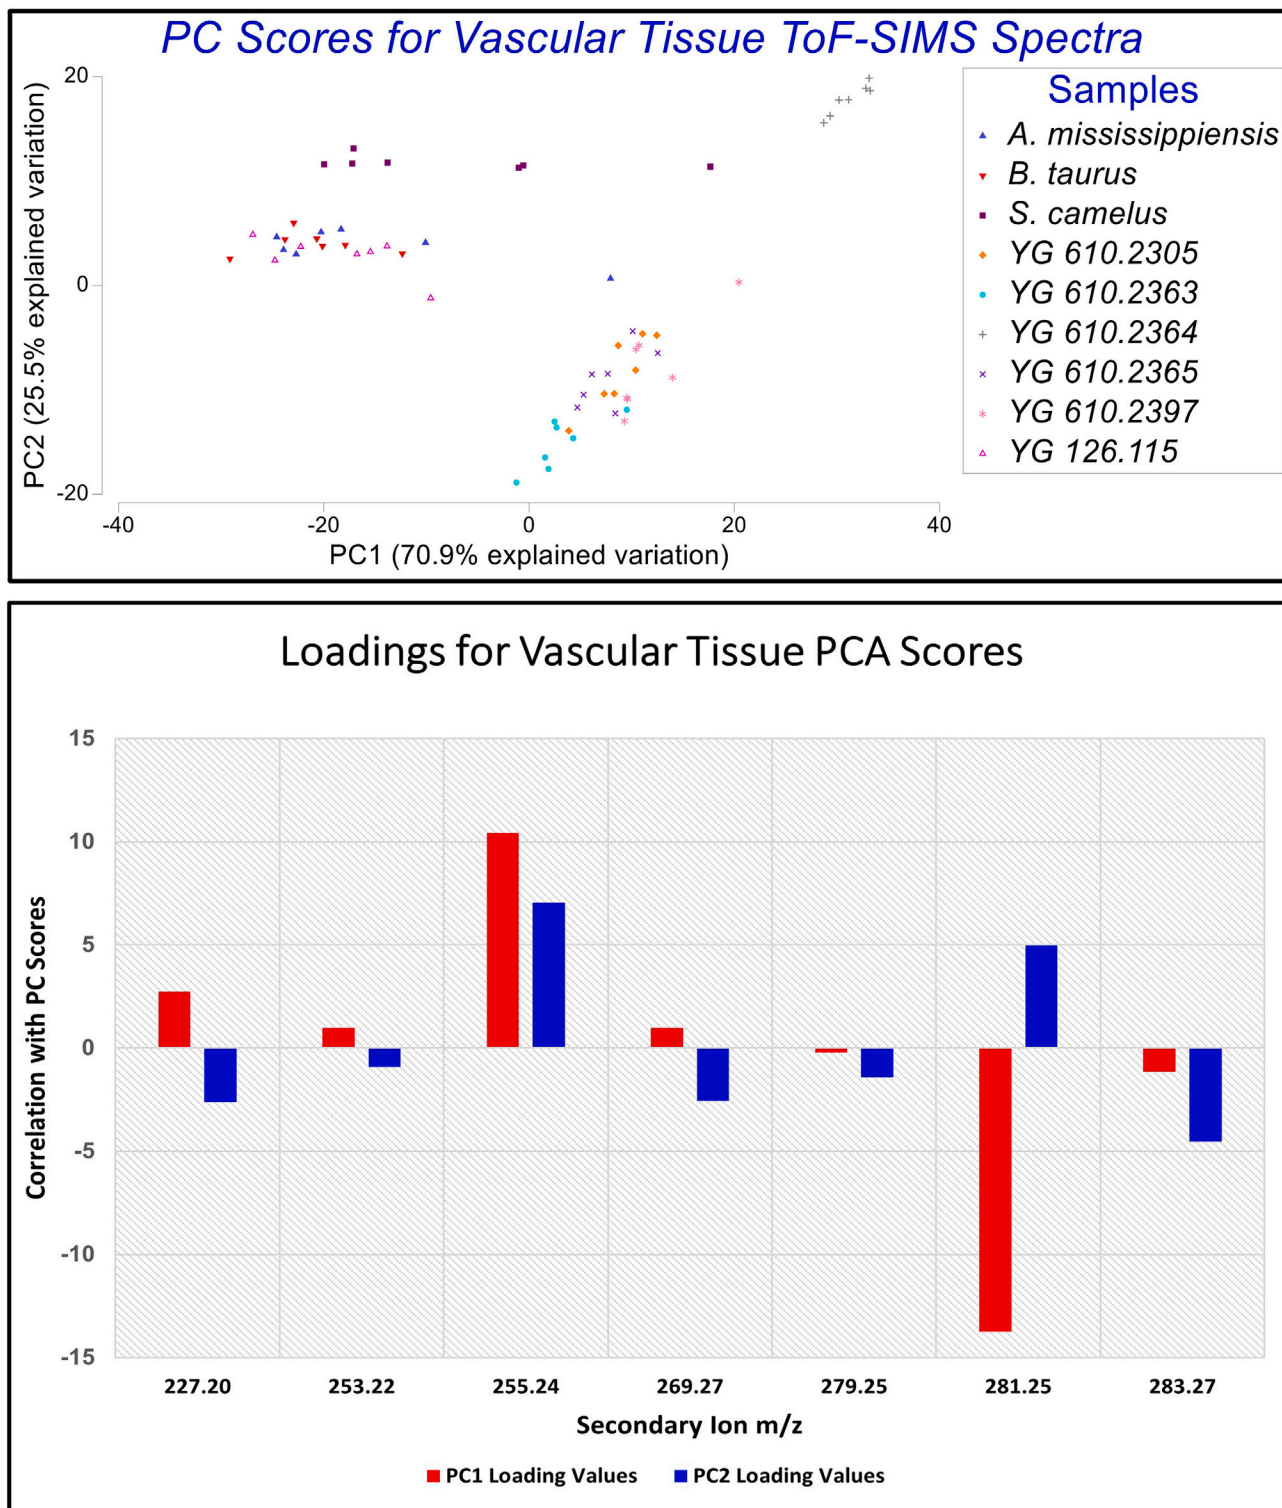 PC Scores for Vascular Tissue ToF-SIMS Spectra
PC2 (25.5% explained variation)
20
0
-20
-40
-20
0
20
40
PC1 (70.9% explained variation)
Samples
A. mississippiensis
B. taurus
S. camelus
YG 610.2305
YG 610.2363
YG 610.2364
YG 610.2365
YG 610.2397
YG 126.115
Loadings for Vascular Tissue PCA Scores
Correlation with PC Scores
15
10
5
0
-5
-10
-15
227.20
253.22
255.24
269.27
279.25
281.25
283.27
Secondary Ion m/z
PC1 Loading Values
PC2 Loading Values